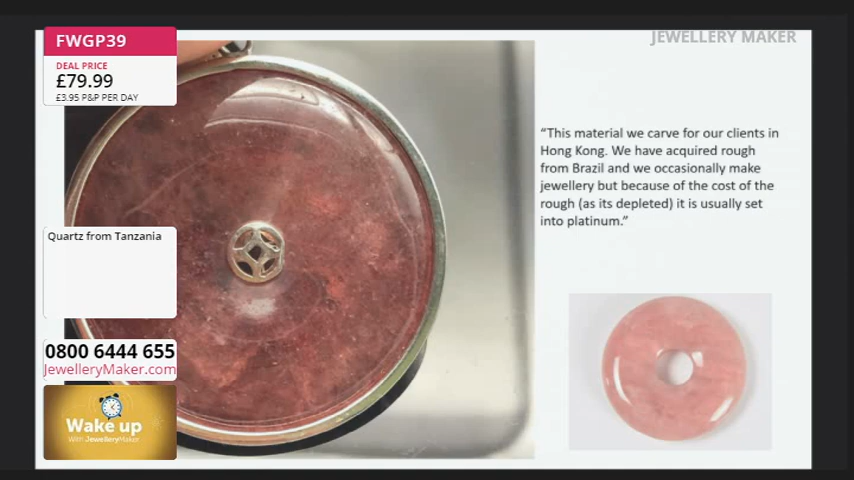 FWGP39
DEAL PRICE
£79.99
£3.95 P&P PER DAY
JEWELLERY MAKER
“This material we carve for our clients in
Hong Kong. We have acquired rough
from Brazil and we occasionally make
jewellery but because of the cost of the
rough (as its depleted) it is usually set
into platinum.”
Quartz from Tanzania
0800 6444 655
JewelleryMaker.com
Wake up
With JewelleryMaker